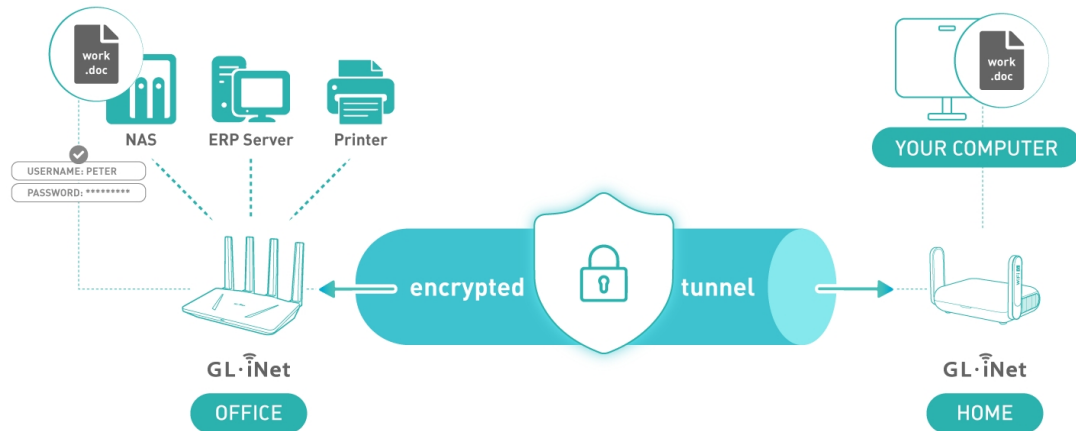 work
.doc
NAS
ERP Server
Printer
USERNAME: PETER
PASSWORD: *********
work
.doc
YOUR COMPUTER
encrypted
tunnel
GL·iNet
OFFICE
GL·iNet
HOME